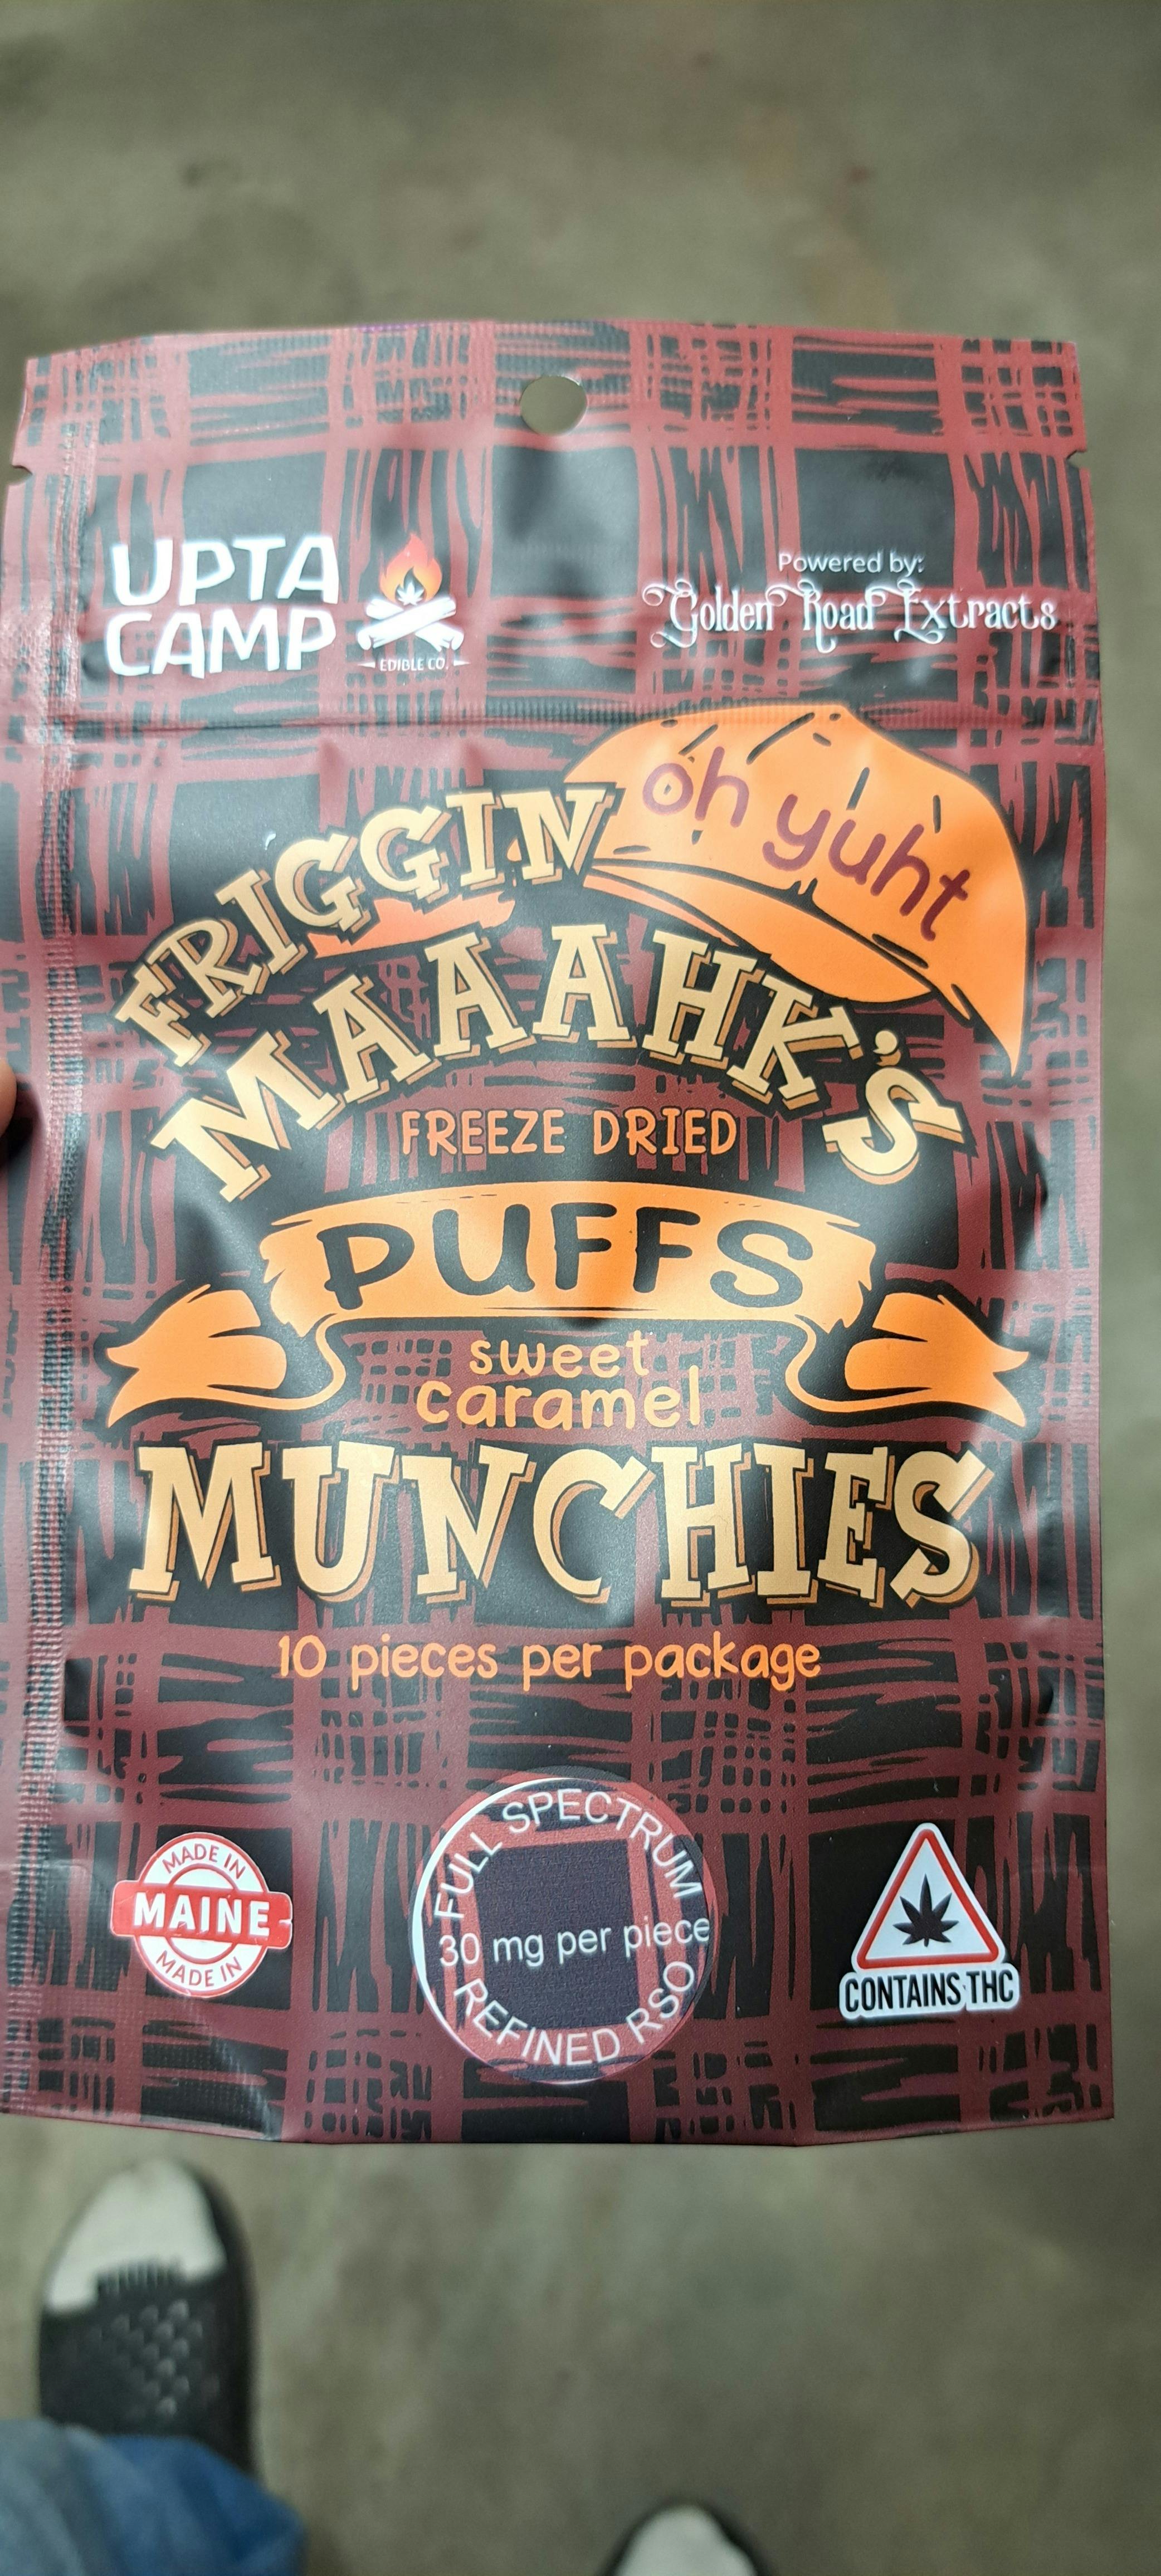 UPTA
CAMP
EDIBLE CO.
Powered by:
Golden Road Extracts
oh yuht
FRIGGIN
MAAAHK'S
FREEZE DRIED
PUFFS
sweet
caramel
MUNCHIES
10 pieces per package
MADE IN
MAINE
MADE IN
FULL SPECTRUM
30 mg per piece
REFINED RSO
CONTAINS THC